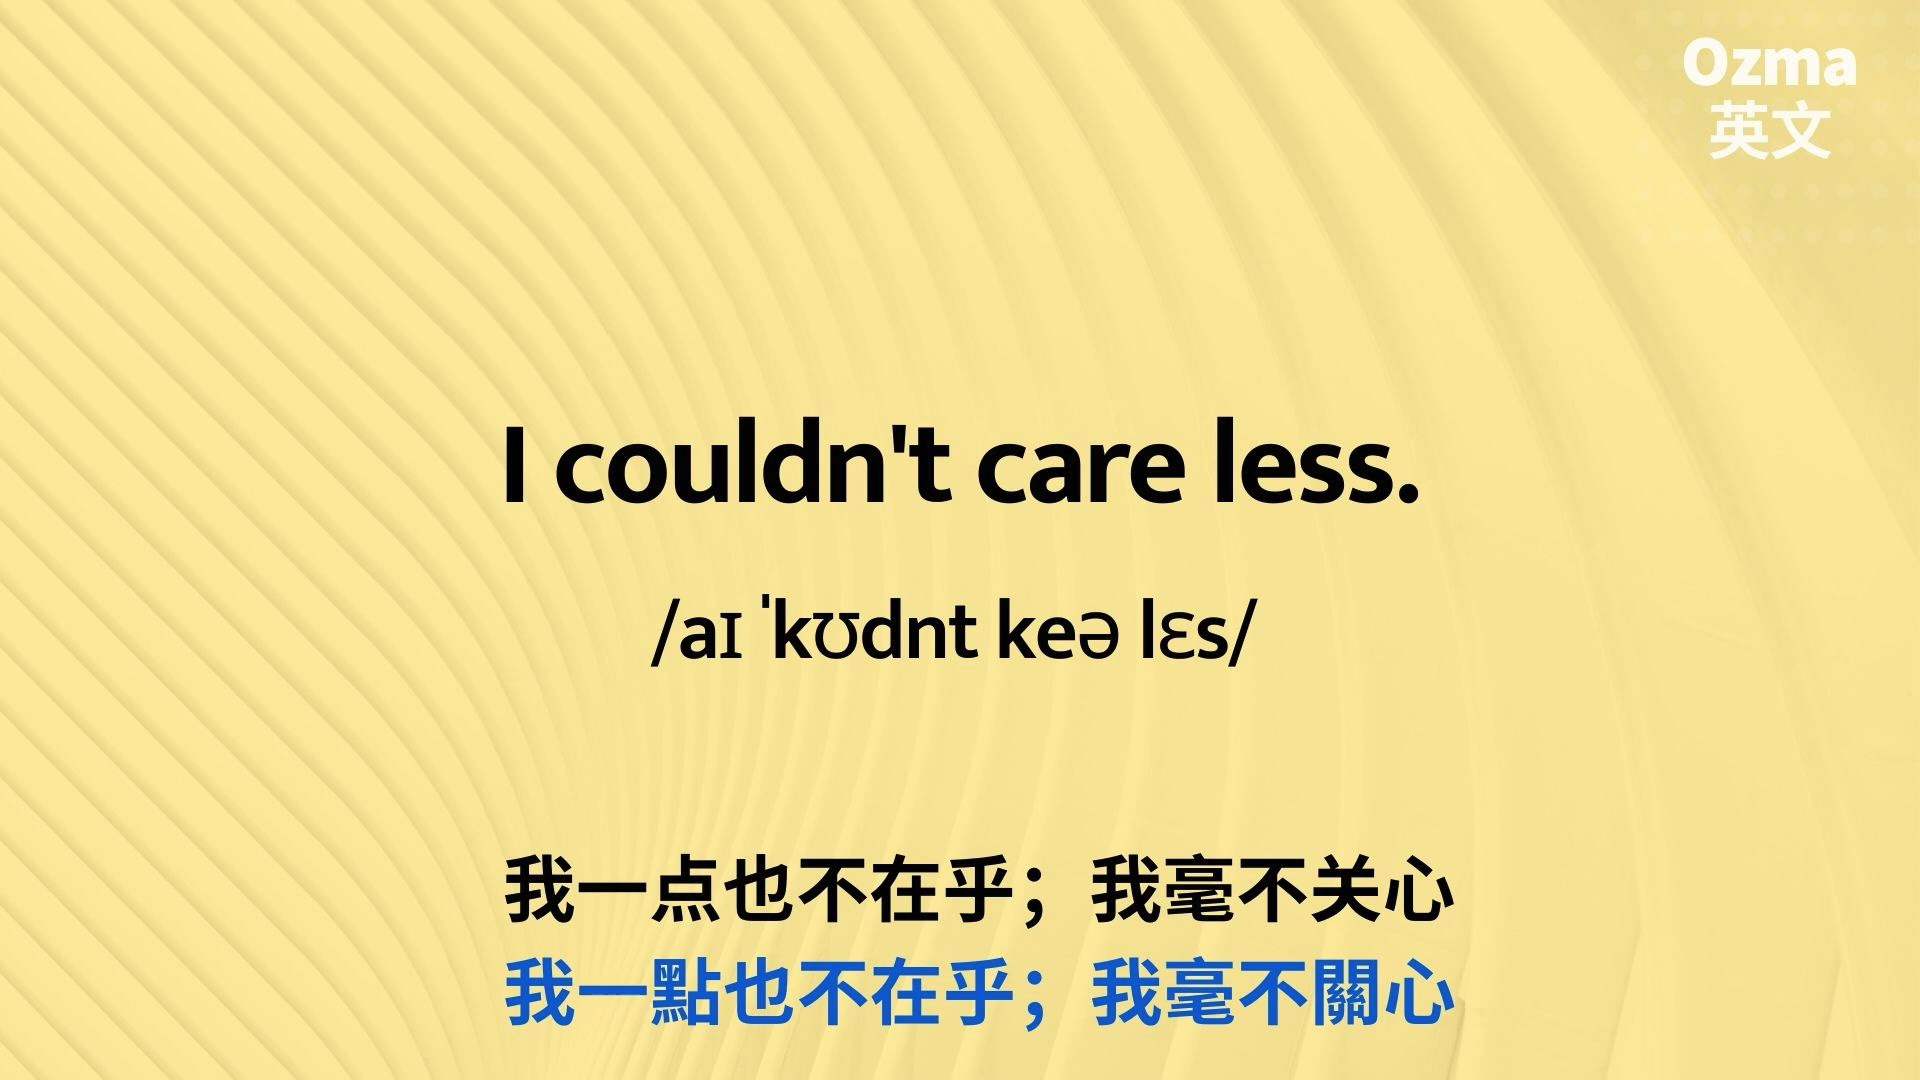 Ozma
英文
I couldn't care less.
/aɪ ˈkʊdnt keə lɛs/
我一点也不在乎；我毫不关心
我一點也不在乎；我毫不關心